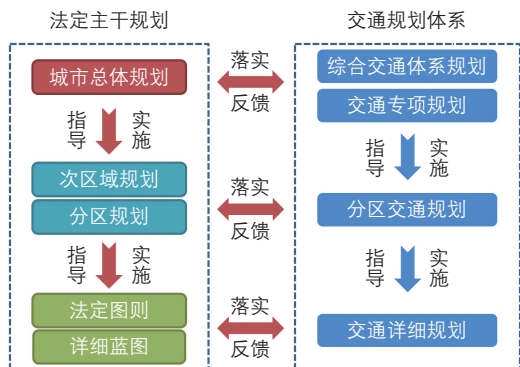 法定主干规划
交通规划体系
城市总体规划
落实
反馈
综合交通体系规划
交通专项规划
指导
实施
指导
实施
次区域规划
分区规划
落实
反馈
分区交通规划
指导
实施
指导
实施
法定图则
详细蓝图
落实
反馈
交通详细规划